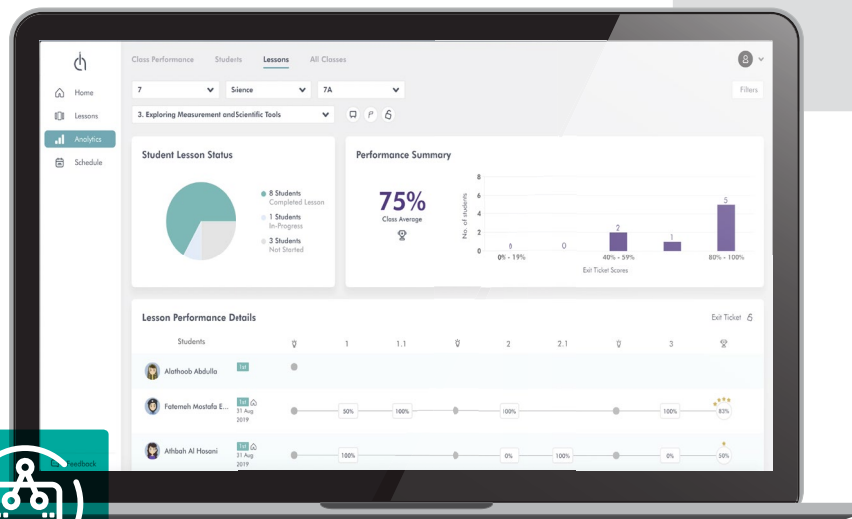 Class Performance Students Lessons All Classes
Home
Lessons
Analytics
Schedule
7 Science 7A Filters
3. Exploring Measurement andScientific Tools
Student Lesson Status
8 Students
Completed Lesson
1 Students
In-Progress
3 Students
Not Started
Performance Summary
75%
Class Average
No. of students
8
6
4
2
0
0 0 2 1 5
0% - 19% 40% - 59% 80% - 100%
Exit Ticket Scores
Lesson Performance Details Exit Ticket
Students 1 1.1 2 2.1 3
Alathoob Abdulla 1st
Fatemeh Mostafa E... 1st
31 Aug
2019
50% 100% 100% 100% 83%
Athbah Al Hosani 1st
31 Aug
2019
100% 0% 100% 0% 50%
Feedback